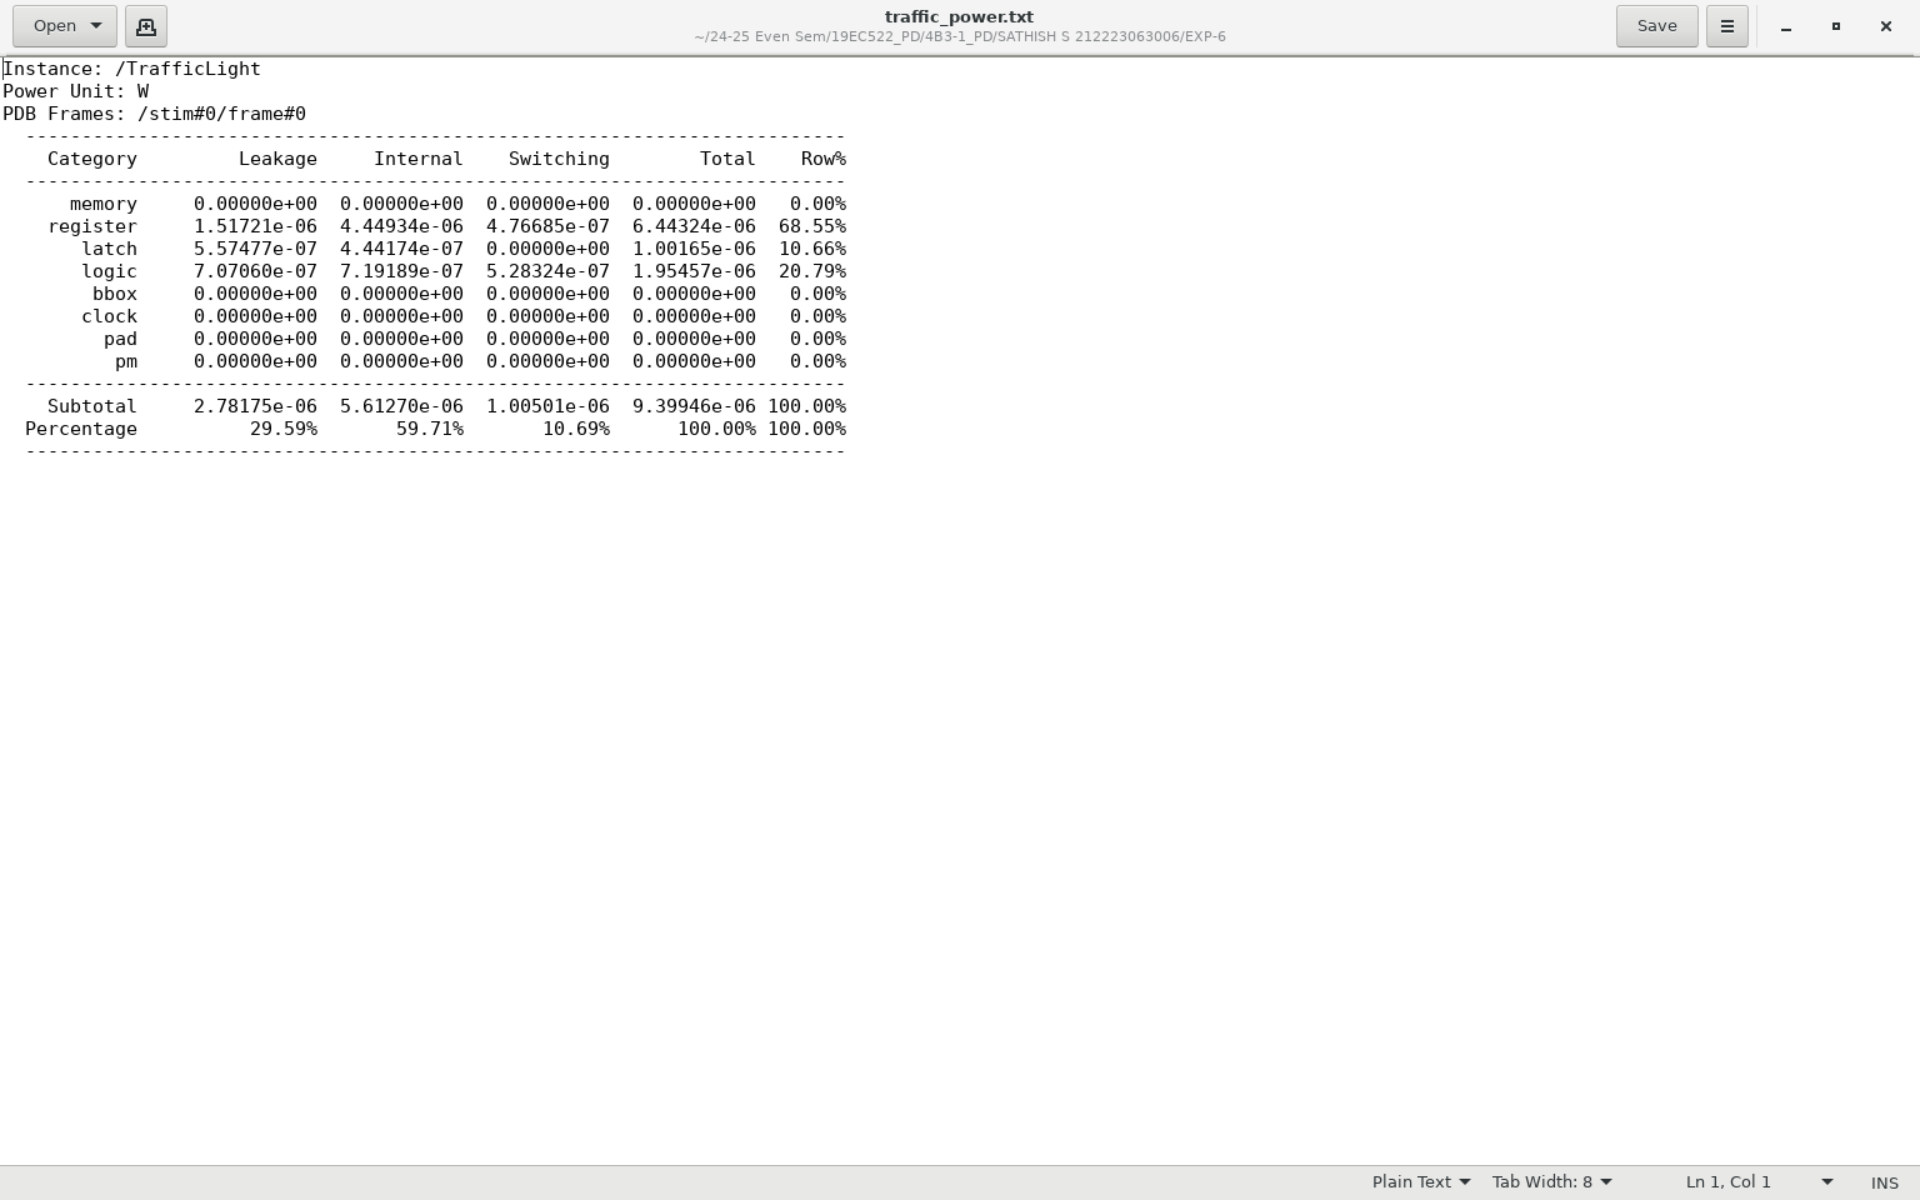 Open
traffic_power.txt
~/24-25 Even Sem/19EC522_PD/4B3-1_PD/SATHISH S 212223063006/EXP-6
Save
Instance: /TrafficLight
Power Unit: W
PDB Frames: /stim#0/frame#0
-------------------------------------------------------------------------
Category Leakage Internal Switching Total Row%
-------------------------------------------------------------------------
memory 0.00000e+00 0.00000e+00 0.00000e+00 0.00000e+00 0.00%
register 1.51721e-06 4.44934e-06 4.76685e-07 6.44324e-06 68.55%
latch 5.57477e-07 4.44174e-07 0.00000e+00 1.00165e-06 10.66%
logic 7.07060e-07 7.19189e-07 5.28324e-07 1.95457e-06 20.79%
bbox 0.00000e+00 0.00000e+00 0.00000e+00 0.00000e+00 0.00%
clock 0.00000e+00 0.00000e+00 0.00000e+00 0.00000e+00 0.00%
pad 0.00000e+00 0.00000e+00 0.00000e+00 0.00000e+00 0.00%
pm 0.00000e+00 0.00000e+00 0.00000e+00 0.00000e+00 0.00%
-------------------------------------------------------------------------
Subtotal 2.78175e-06 5.61270e-06 1.00501e-06 9.39946e-06 100.00%
Percentage 29.59% 59.71% 10.69% 100.00% 100.00%
-------------------------------------------------------------------------
Plain Text Tab Width: 8 Ln 1, Col 1 INS